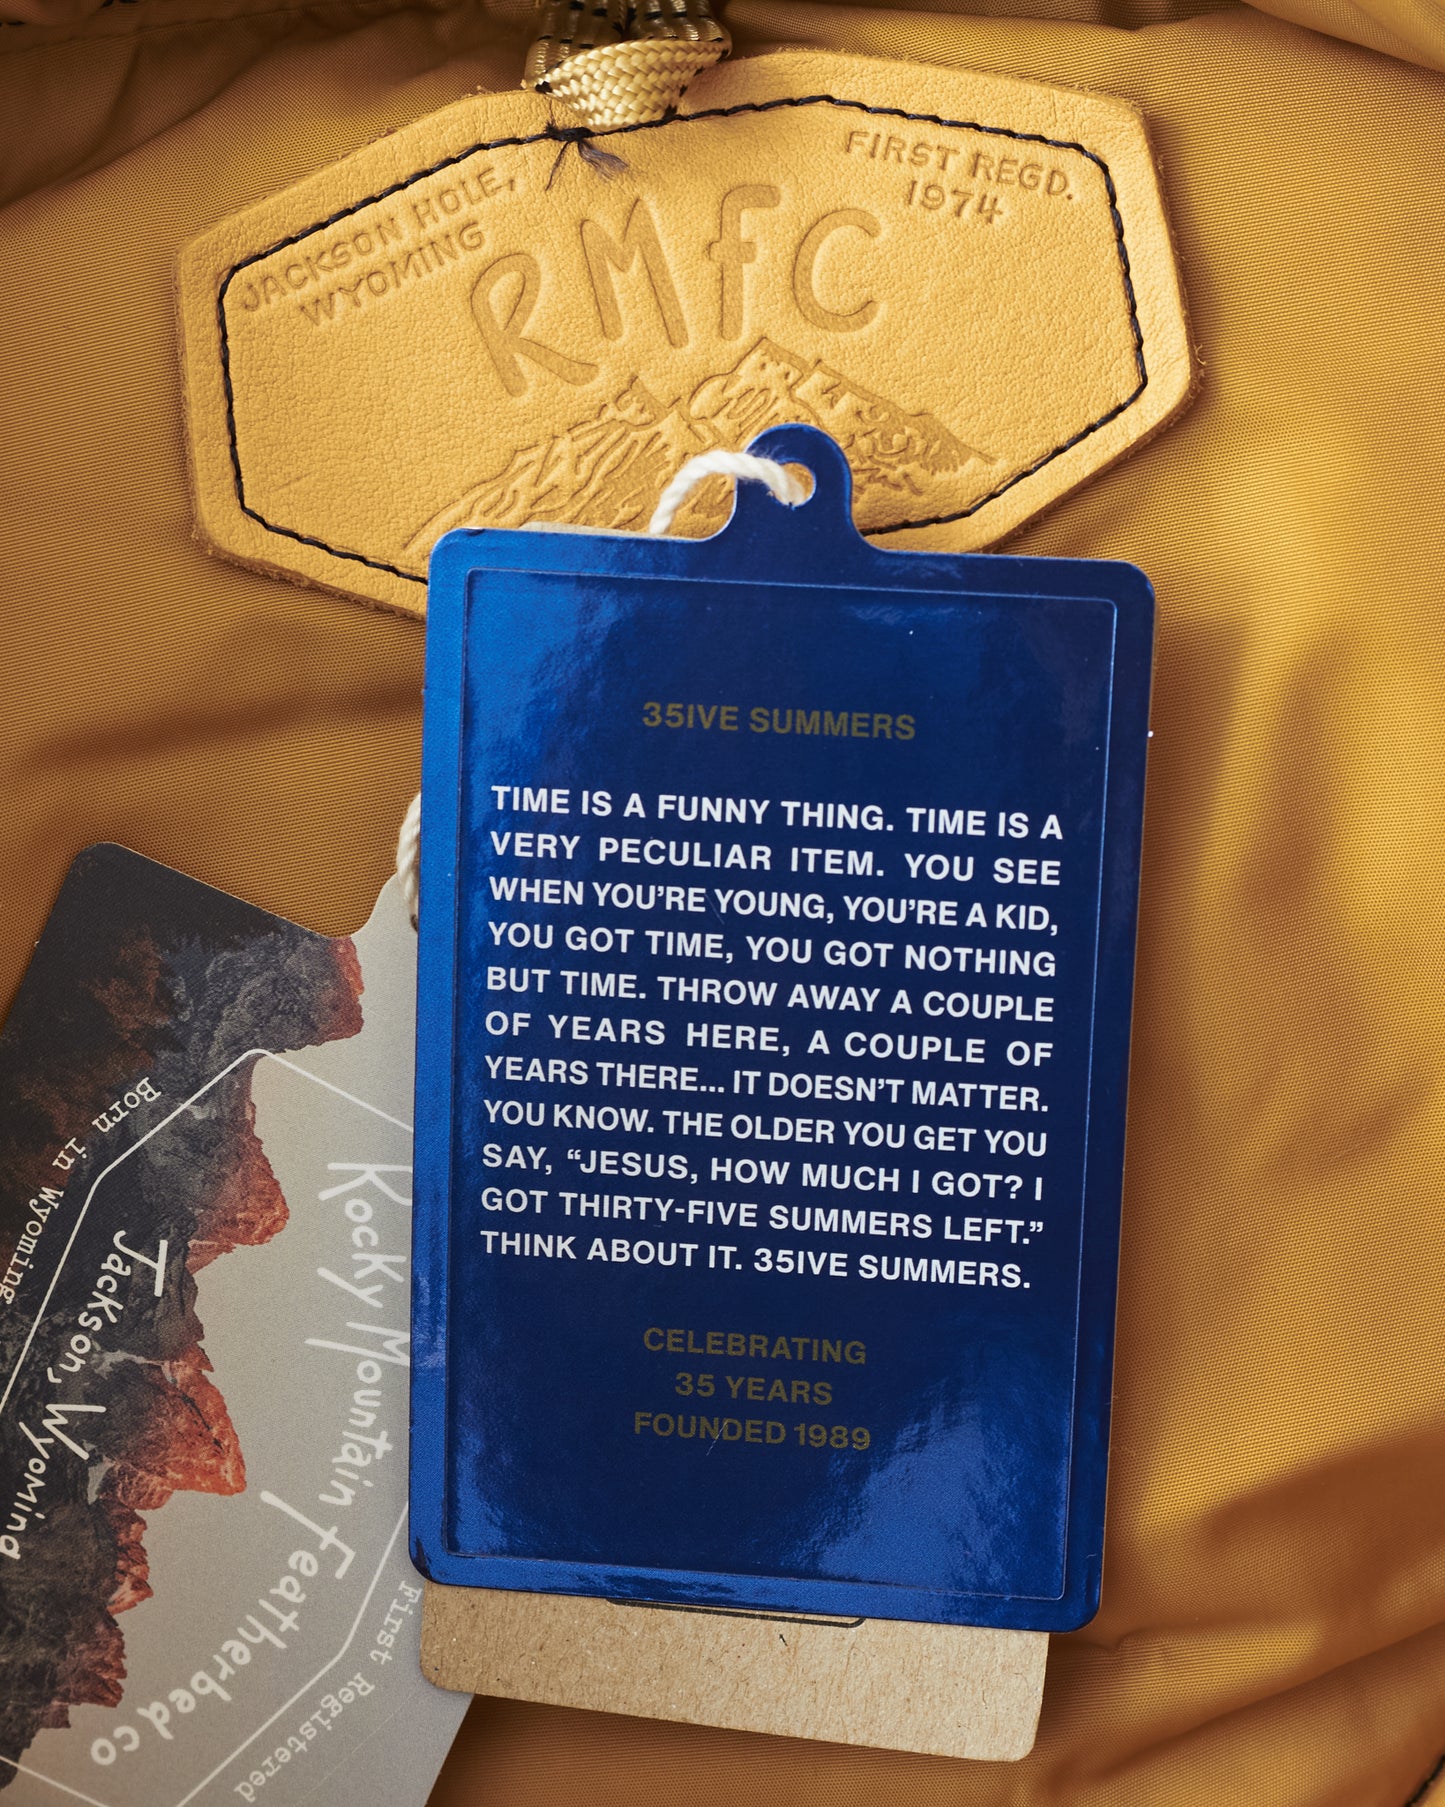 JACKSON HOLE,
WYOMING
RMfC
FIRST REGD.
1974
35IVE SUMMERS
TIME IS A FUNNY THING. TIME IS A
VERY PECULIAR ITEM. YOU SEE
WHEN YOU’RE YOUNG, YOU’RE A KID,
YOU GOT TIME, YOU GOT NOTHING
BUT TIME. THROW AWAY A COUPLE
OF YEARS HERE, A COUPLE OF
YEARS THERE... IT DOESN’T MATTER.
YOU KNOW. THE OLDER YOU GET YOU
SAY, “JESUS, HOW MUCH I GOT? I
GOT THIRTY-FIVE SUMMERS LEFT.”
THINK ABOUT IT. 35IVE SUMMERS.
CELEBRATING
35 YEARS
FOUNDED 1989
Born in Wyoming
Rocky Mountain Featherbed co
Jackson, Wyoming
First Registered